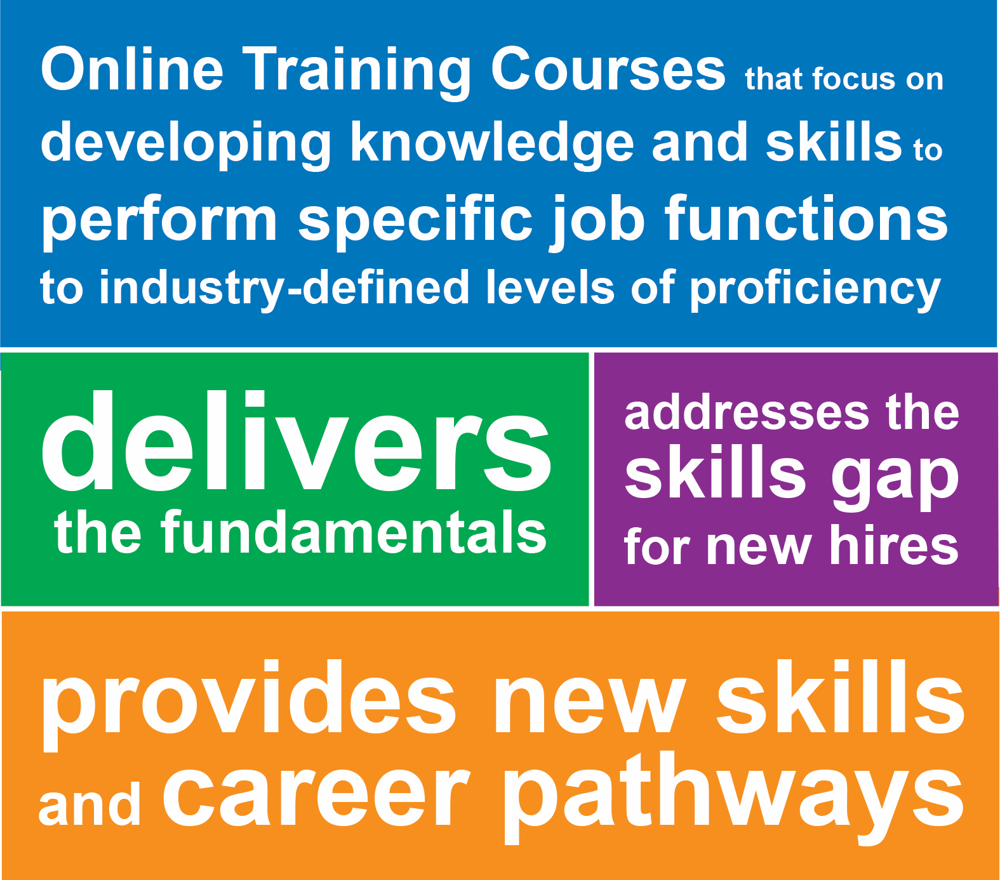 Online Training Courses that focus on
developing knowledge and skills to
perform specific job functions
to industry-defined levels of proficiency
delivers
the fundamentals
addresses the
skills gap
for new hires
provides new skills
and career pathways